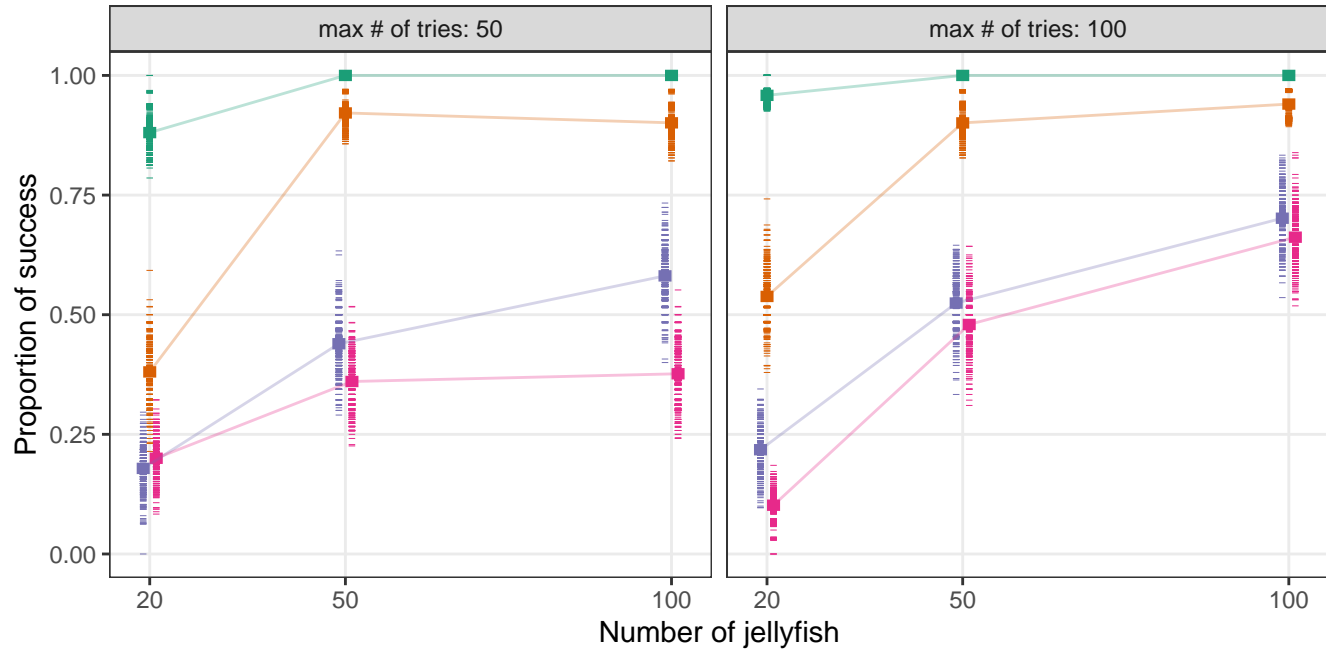 max # of tries: 50
max # of tries: 100
Proportion of success
1.00
0.75
0.50
0.25
0.00
20 50 100
20 50 100
Number of jellyfish